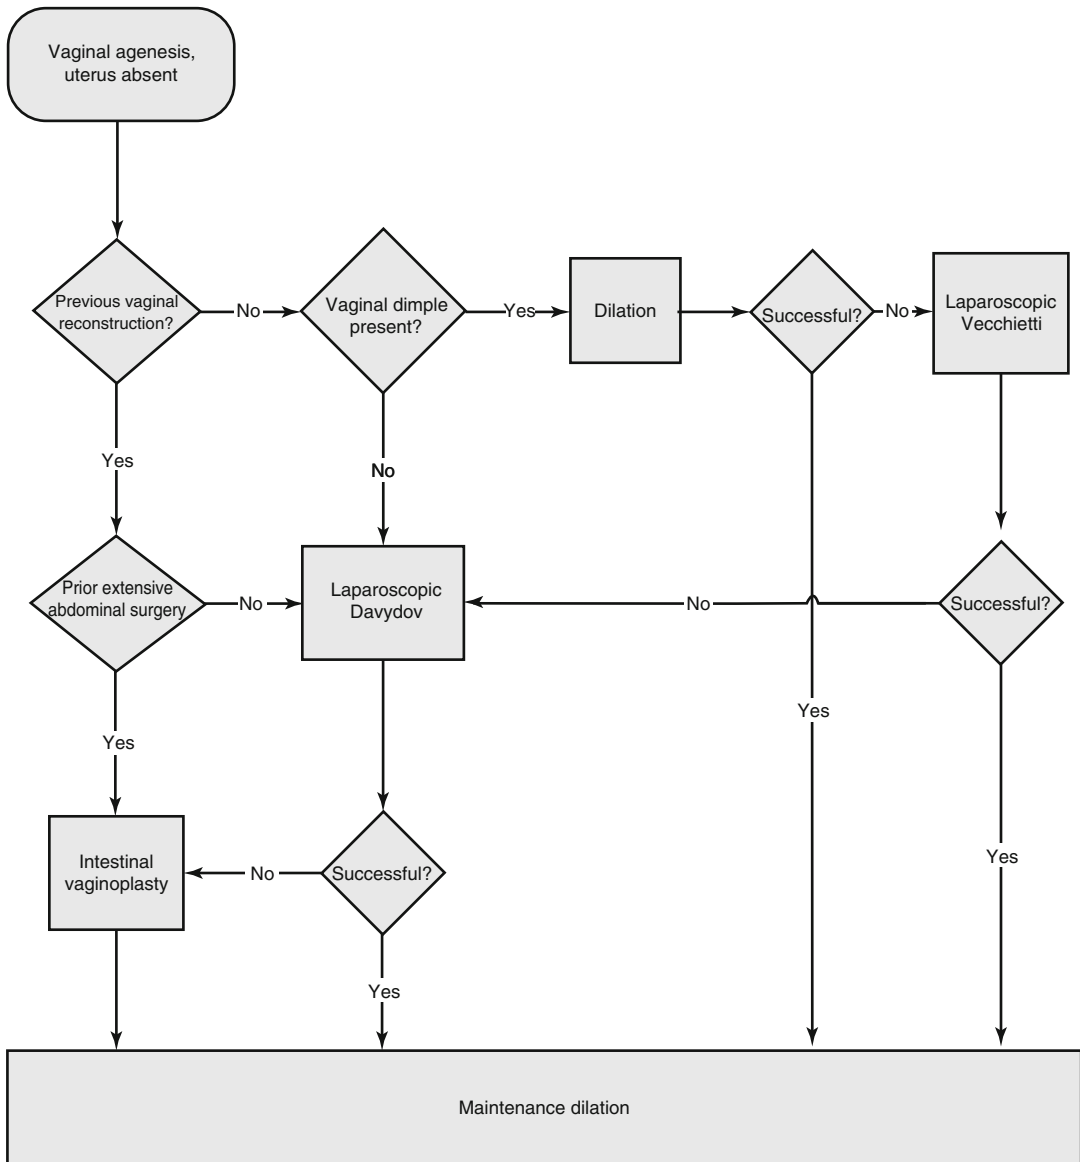 Vaginal agenesis,
uterus absent
Previous vaginal
reconstruction?
No
Vaginal dimple
present?
Yes
Dilation
Successful?
No
Laparoscopic
Vecchietti
Yes
No
Prior extensive
abdominal surgery
No
Laparoscopic
Davydov
No
Successful?
Yes
Yes
Intestinal
vaginoplasty
No
Successful?
Yes
Yes
Maintenance dilation